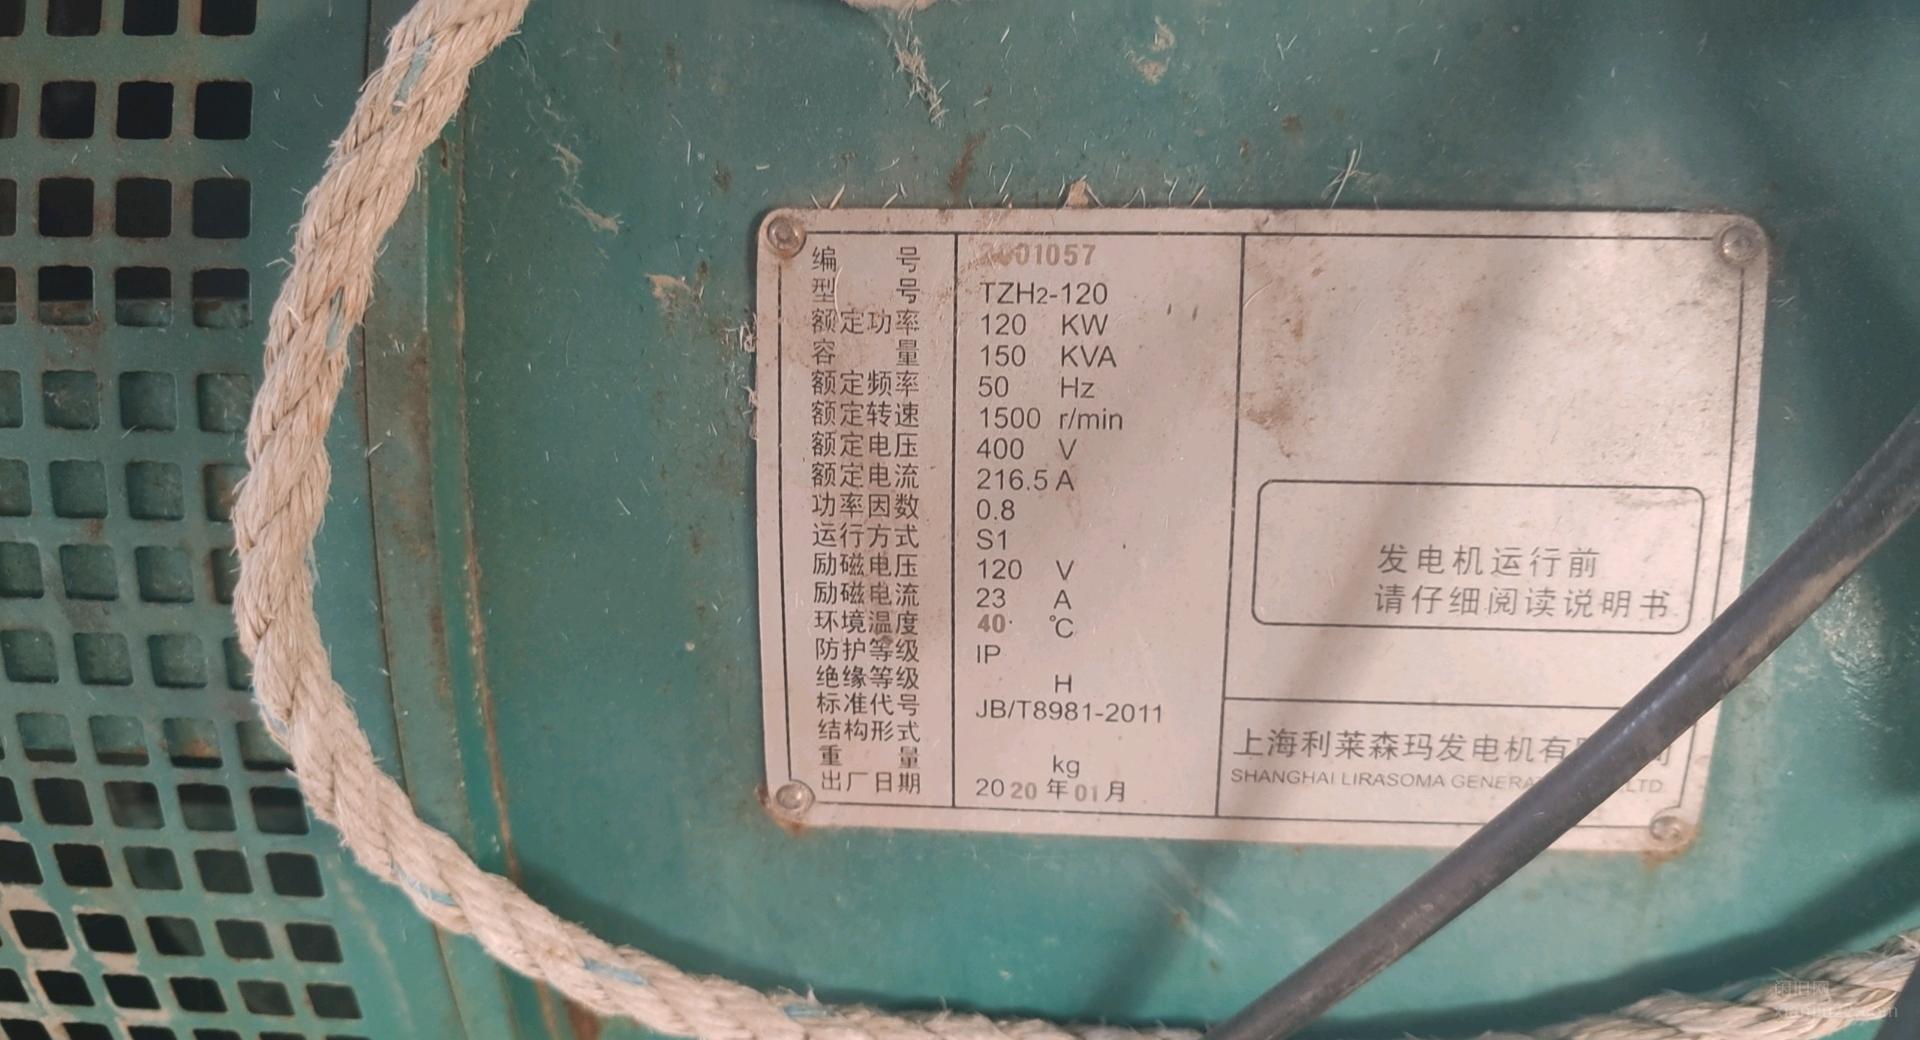 编号 2001057
型号 TZH2-120
额定功率 120 KW
容量 150 KVA
额定频率 50 Hz
额定转速 1500 r/min
额定电压 400 V
额定电流 216.5 A
功率因数 0.8
运行方式 S1
励磁电压 120 V
励磁电流 23 A
环境温度 40 ℃
防护等级 IP
绝缘等级 H
标准代号 JB/T8981-2011
结构形式
重量 kg
出厂日期 2020年01月
发电机运行前
请仔细阅读说明书
上海利莱森玛发电机有
SHANGHAI LIRASOMA LTD
闲旧网